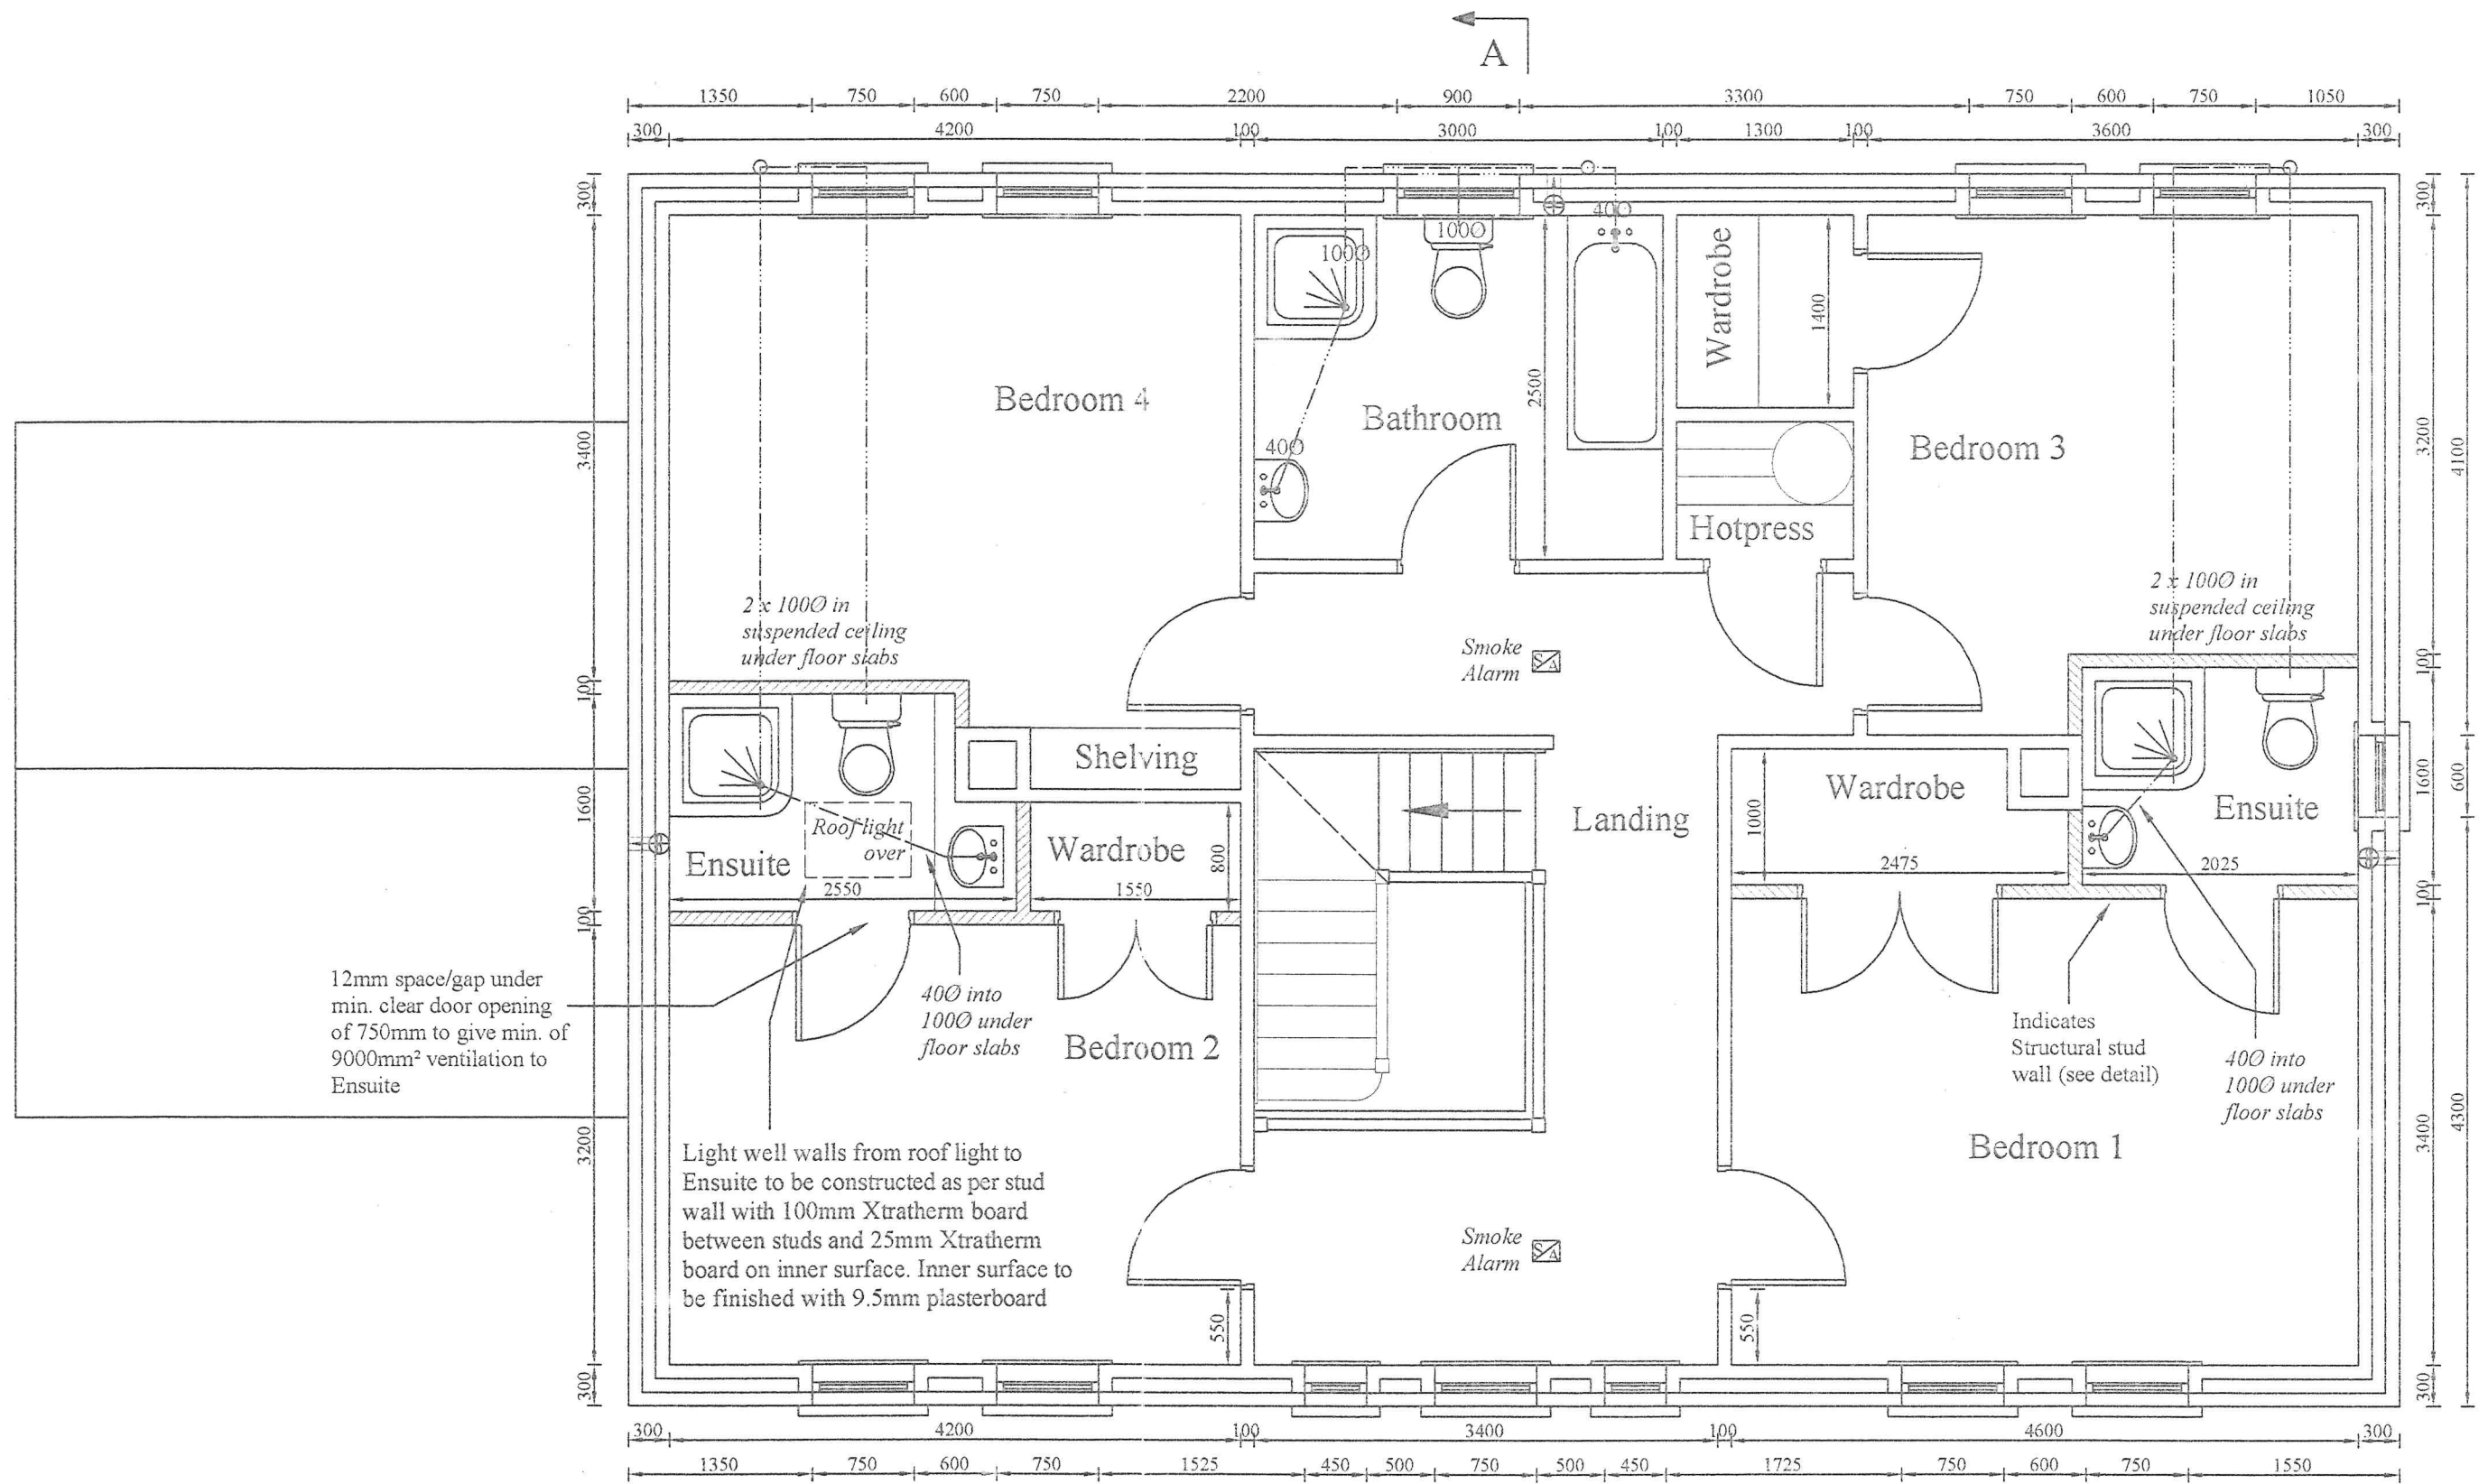 A
1350 750 600 750 2200 900 3300 750 600 750 1050
300 4200 100 3000 100 1300 100 3600 300
300
3400
100
1600
100
3200
300
300
3200
100
1600
100
3400
300
4100
600
4300
Bedroom 4
100Ø
100Ø
40Ø
40Ø
Bathroom
2500
Wardrobe
1400
Hotpress
Bedroom 3
2 x 100Ø in
suspended ceiling
under floor slabs
2 x 100Ø in
suspended ceiling
under floor slabs
Smoke
Alarm
S/A
Shelving
Roof light
over
Ensuite
2550
Wardrobe
800
1550
Landing
Wardrobe
1000
2475
Ensuite
2025
12mm space/gap under
min. clear door opening
of 750mm to give min. of
9000mm² ventilation to
Ensuite
40Ø into
100Ø under
floor slabs
Bedroom 2
Indicates
Structural stud
wall (see detail)
40Ø into
100Ø under
floor slabs
Bedroom 1
Light well walls from roof light to
Ensuite to be constructed as per stud
wall with 100mm Xtratherm board
between studs and 25mm Xtratherm
board on inner surface. Inner surface to
be finished with 9.5mm plasterboard
Smoke
Alarm
S/A
550
550
300 4200 100 3400 100 4600 300
1350 750 600 750 1525 450 500 750 500 450 1725 750 600 750 1550